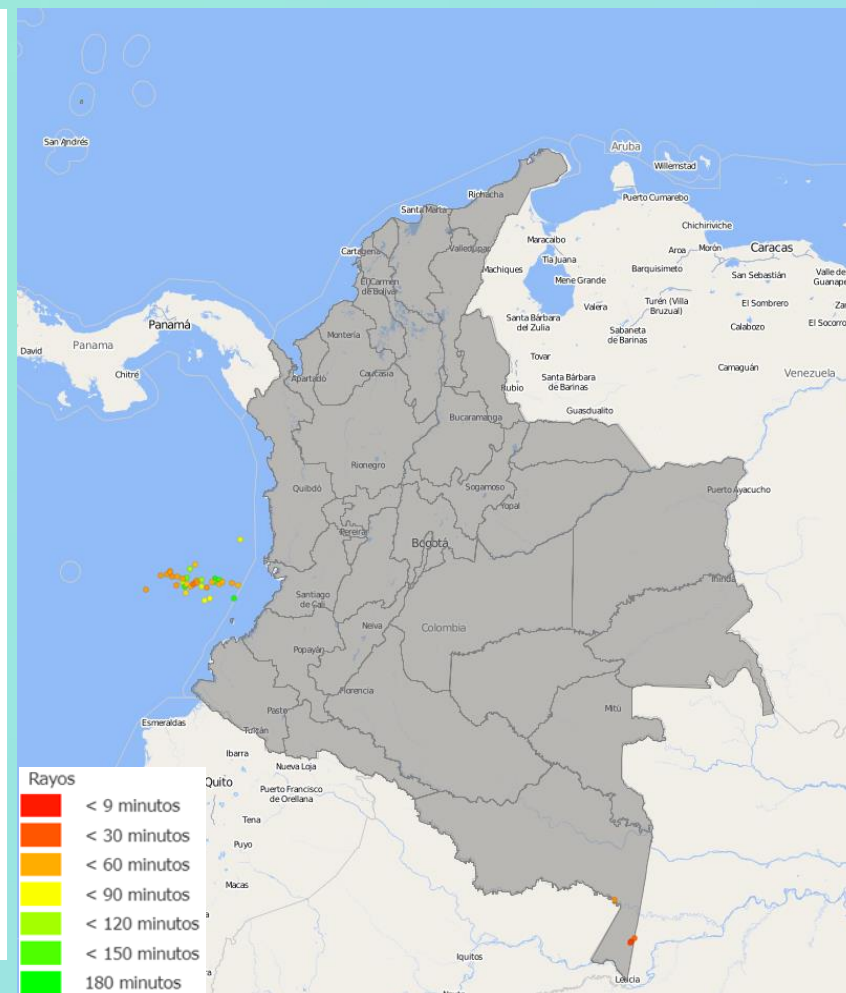 San Andrés
Aruba
Willemstad
Riohacha
Puerto Cumarebo
Santa Marta
Chichiriviche
Cartagena
Valledupar
Maracaibo
Aroa
Morón
Caracas
Tia Juana
Machiques
Barquisimeto
San Sebastián
Valle de
Guanape
El Carmen
de Bolívar
Mene Grande
Valera
Turén (Villa
Bruzual)
El Sombrero
Panamá
Santa Bárbara
del Zulia
Sabaneta
de Barinas
Calabozo
El Socorro
David
Panama
Montería
Tovar
Chitré
Apartadó
Caucasia
Rubio
Santa Bárbara
de Barinas
Camaguán
Venezuela
Guasdualito
Bucaramanga
Rionegro
Quibdó
Sogamoso
Puerto Ayacucho
Yopal
Pereira
Bogotá
Inírida
Santiago
de Cali
Neiva
Colombia
Popayán
Florencia
Mitú
Pasto
Esmeraldas
Tulcán
Ibarra
Nueva Loja
Quito
Puerto Francisco
de Orellana
Tena
Puyo
Macas
Iquitos
Leticia
Rayos
< 9 minutos
< 30 minutos
< 60 minutos
< 90 minutos
< 120 minutos
< 150 minutos
180 minutos